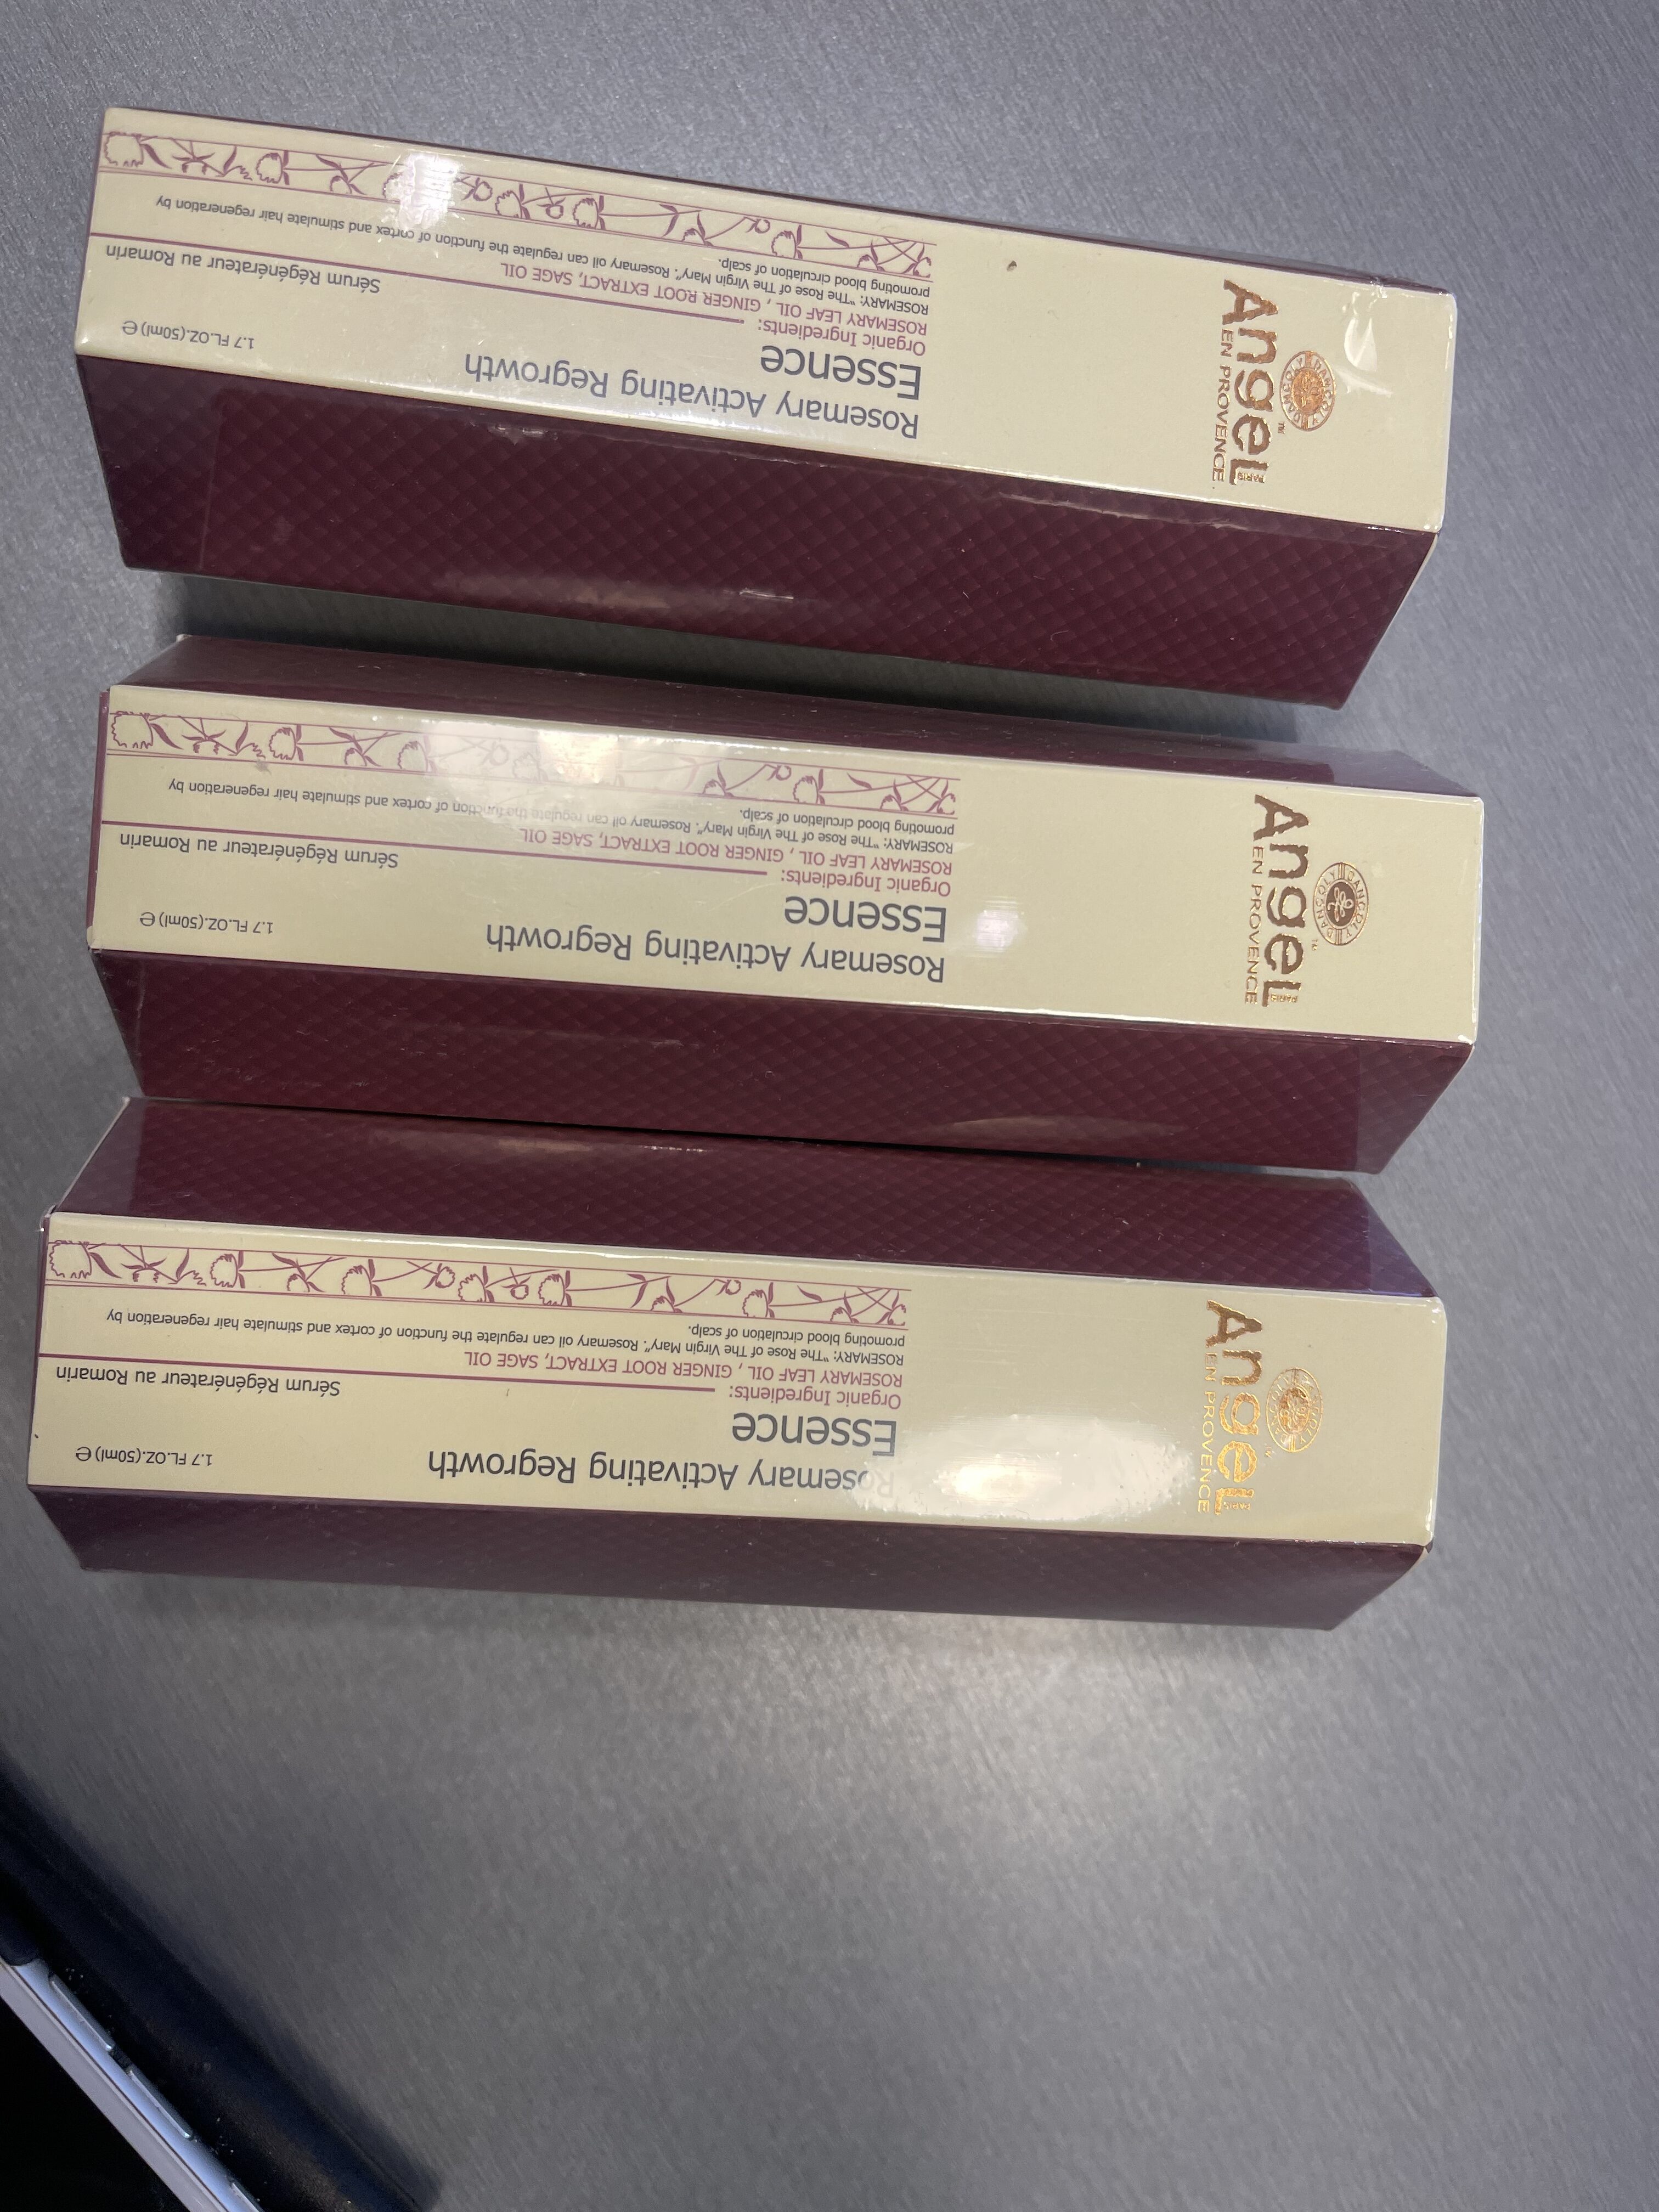 DANCOLY DANCOLY
Angel™
PARIS
EN PROVENCE
Rosemary Activating Regrowth
Essence
Organic Ingredients:
ROSEMARY LEAF OIL , GINGER ROOT EXTRACT, SAGE OIL
ROSEMARY: "The Rose of The Virgin Mary". Rosemary oil can regulate the function of cortex and stimulate hair regeneration by
promoting blood circulation of scalp.
1.7 FL.OZ.(50ml) ℮
Sérum Régénérateur au Romarin
DANCOLY DANCOLY
Angel™
PARIS
EN PROVENCE
Rosemary Activating Regrowth
Essence
Organic Ingredients:
ROSEMARY LEAF OIL , GINGER ROOT EXTRACT, SAGE OIL
ROSEMARY: "The Rose of The Virgin Mary". Rosemary oil can regulate the function of cortex and stimulate hair regeneration by
promoting blood circulation of scalp.
1.7 FL.OZ.(50ml) ℮
Sérum Régénérateur au Romarin
Angel™
PARIS
EN PROVENCE
Rosemary Activating Regrowth
Essence
Organic Ingredients:
ROSEMARY LEAF OIL , GINGER ROOT EXTRACT, SAGE OIL
ROSEMARY: "The Rose of The Virgin Mary". Rosemary oil can regulate the function of cortex and stimulate hair regeneration by
promoting blood circulation of scalp.
1.7 FL.OZ.(50ml) ℮
Sérum Régénérateur au Romarin